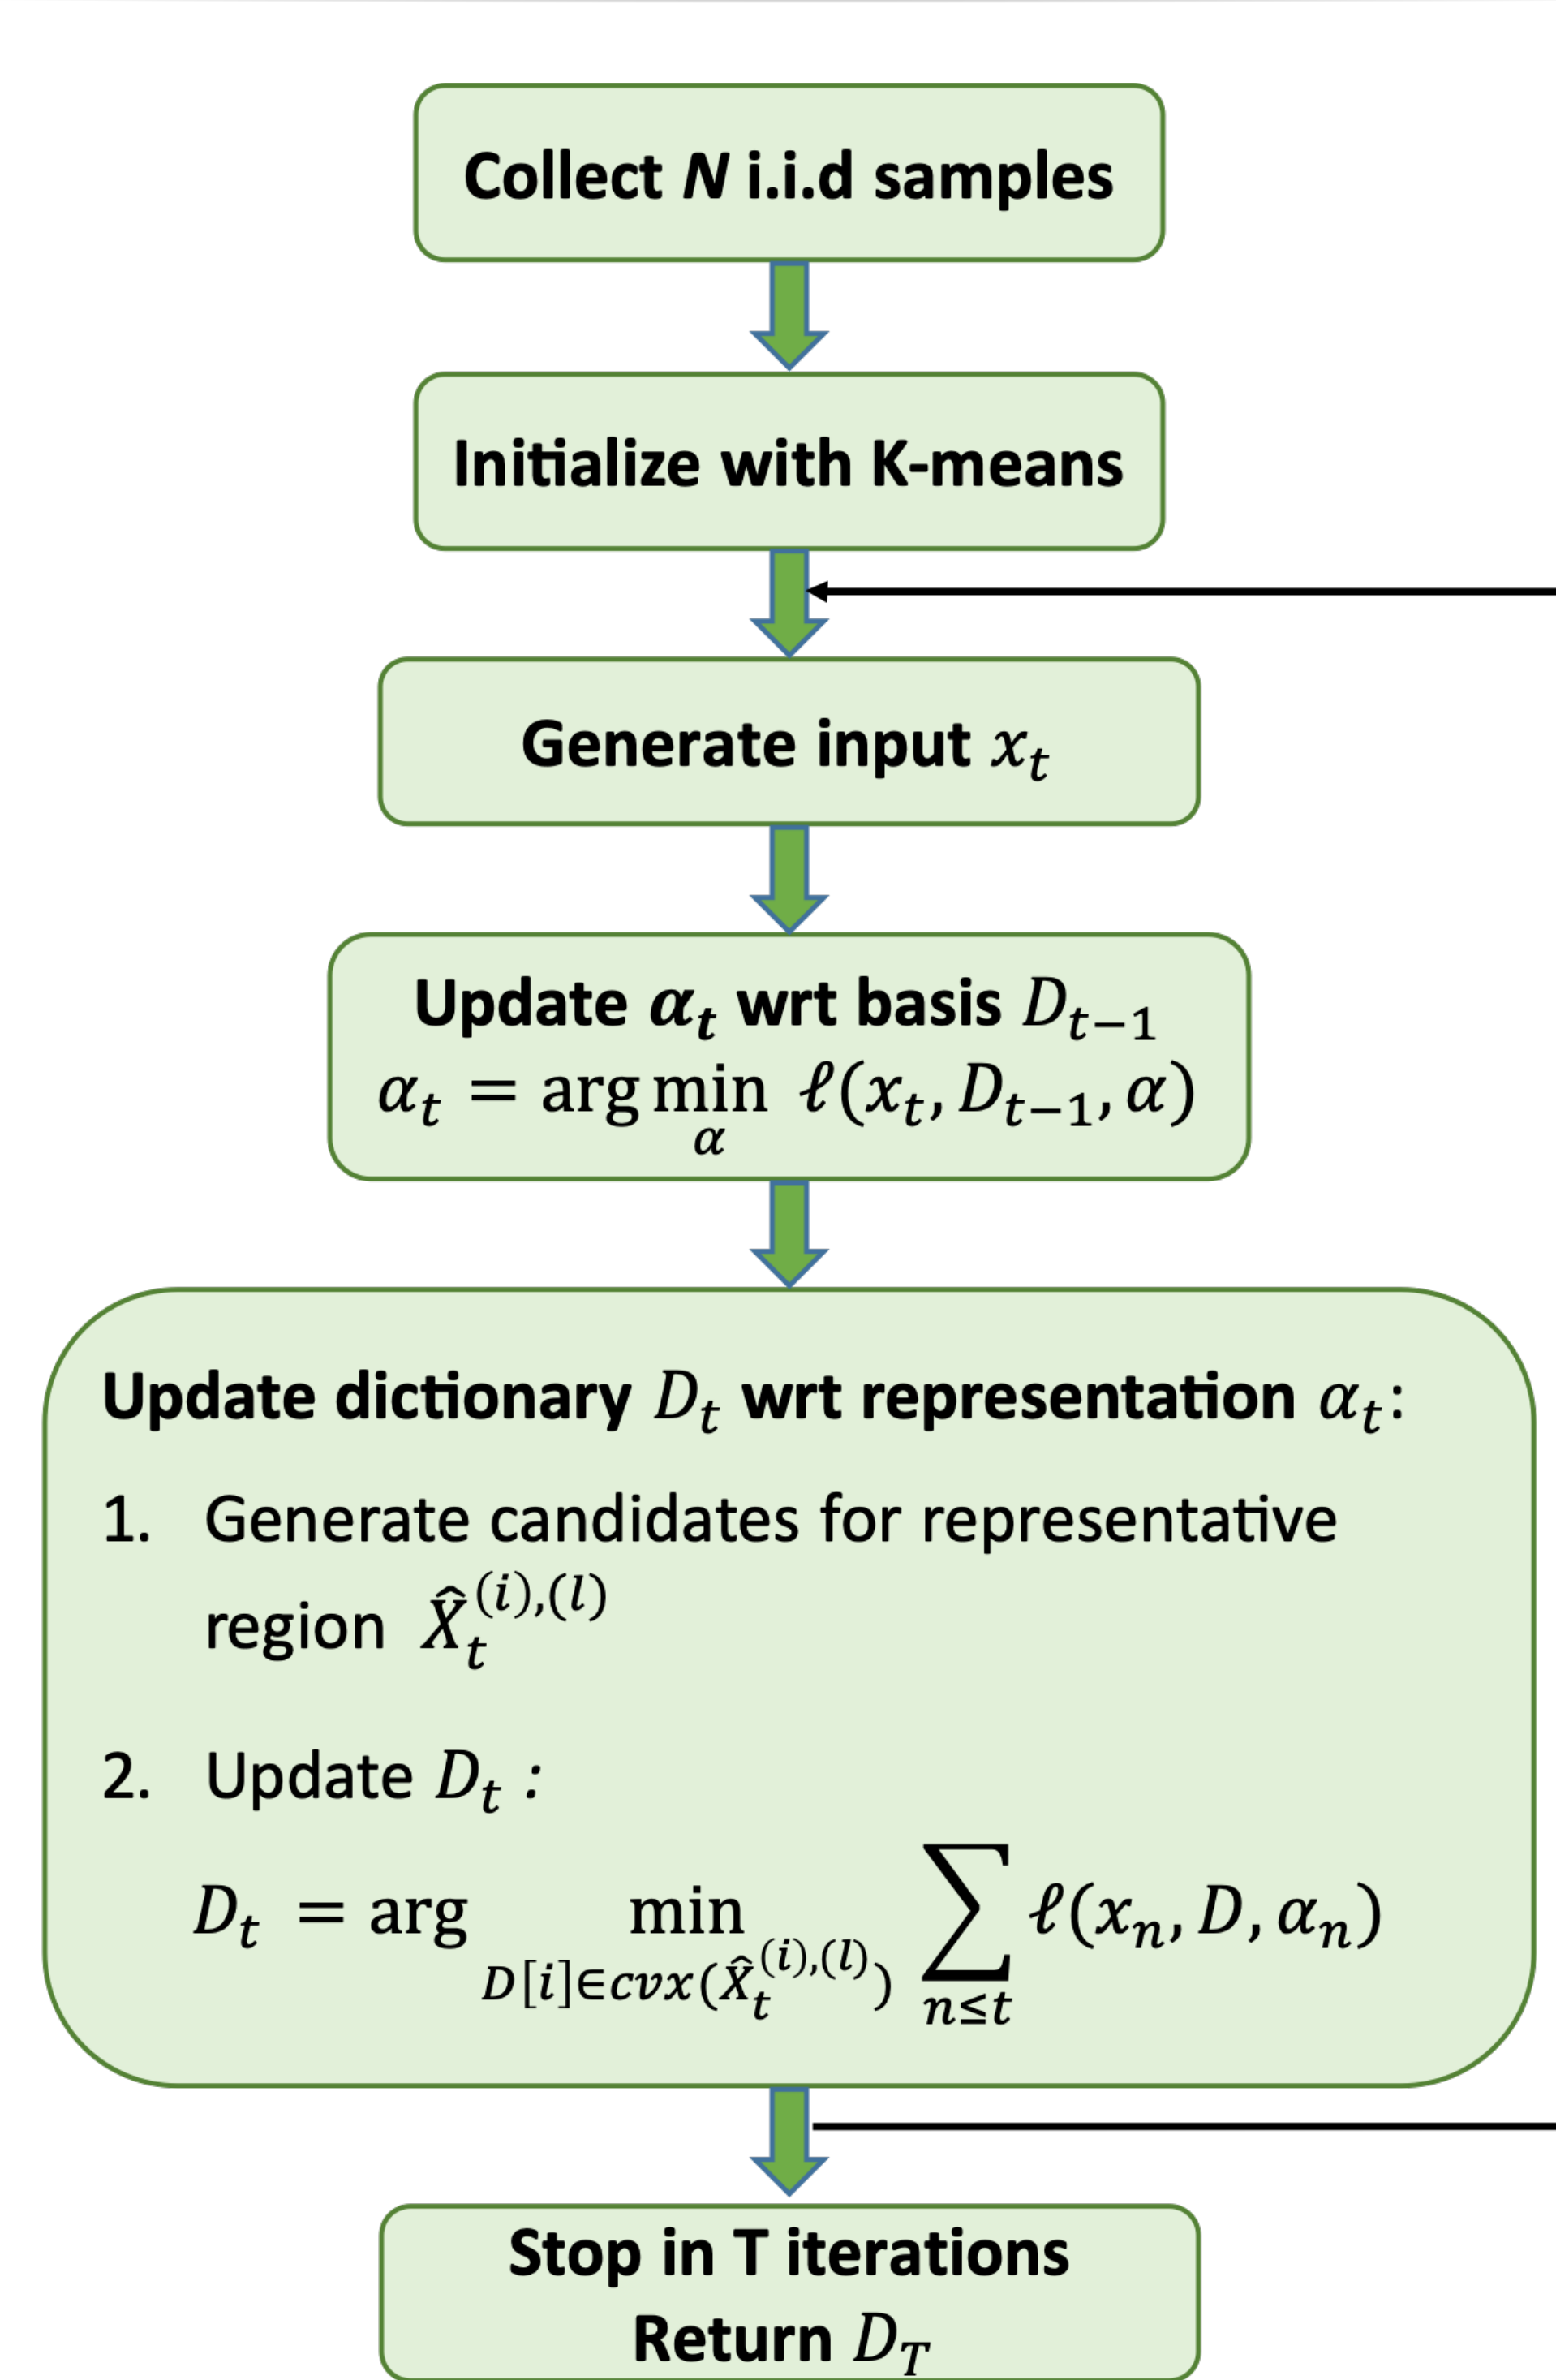 Collect N i.i.d samples
Initialize with K-means
Generate input x_t
Update α_t wrt basis D_{t−1}
α_t = arg min_α ℓ(x_t, D_{t−1}, α)
Update dictionary D_t wrt representation α_t:
1. Generate candidates for representative
region X̂_t^{(i),(l)}
2. Update D_t :
D_t = arg min_{D[i]∈cvx(X̂_t^{(i),(l)})} ∑_{n≤t} ℓ(x_n, D, α_n)
Stop in T iterations
Return D_T